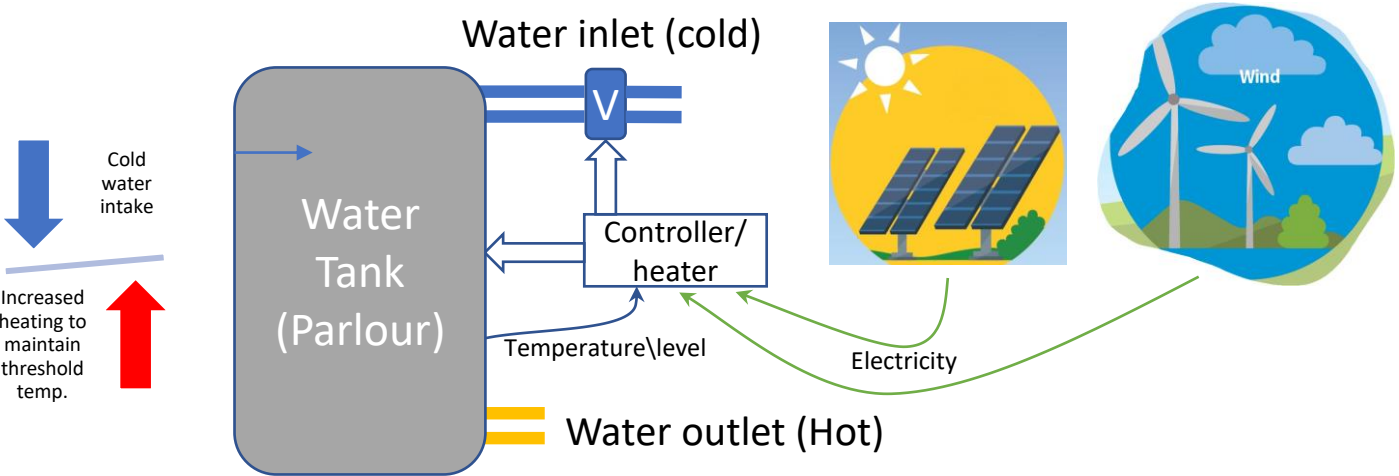 Water inlet (cold)
V
Wind
Cold
water
intake
Water
Tank
(Parlour)
Controller/
heater
Increased
heating to
maintain
threshold
temp.
Temperature\level
Electricity
Water outlet (Hot)